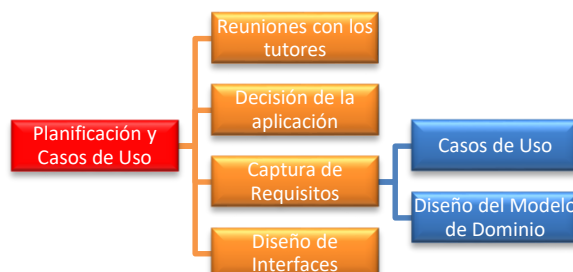 Planificación y
Casos de Uso
Reuniones con los
tutores
Decisión de la
aplicación
Captura de
Requisitos
Diseño de
Interfaces
Casos de Uso
Diseño del Modelo
de Dominio